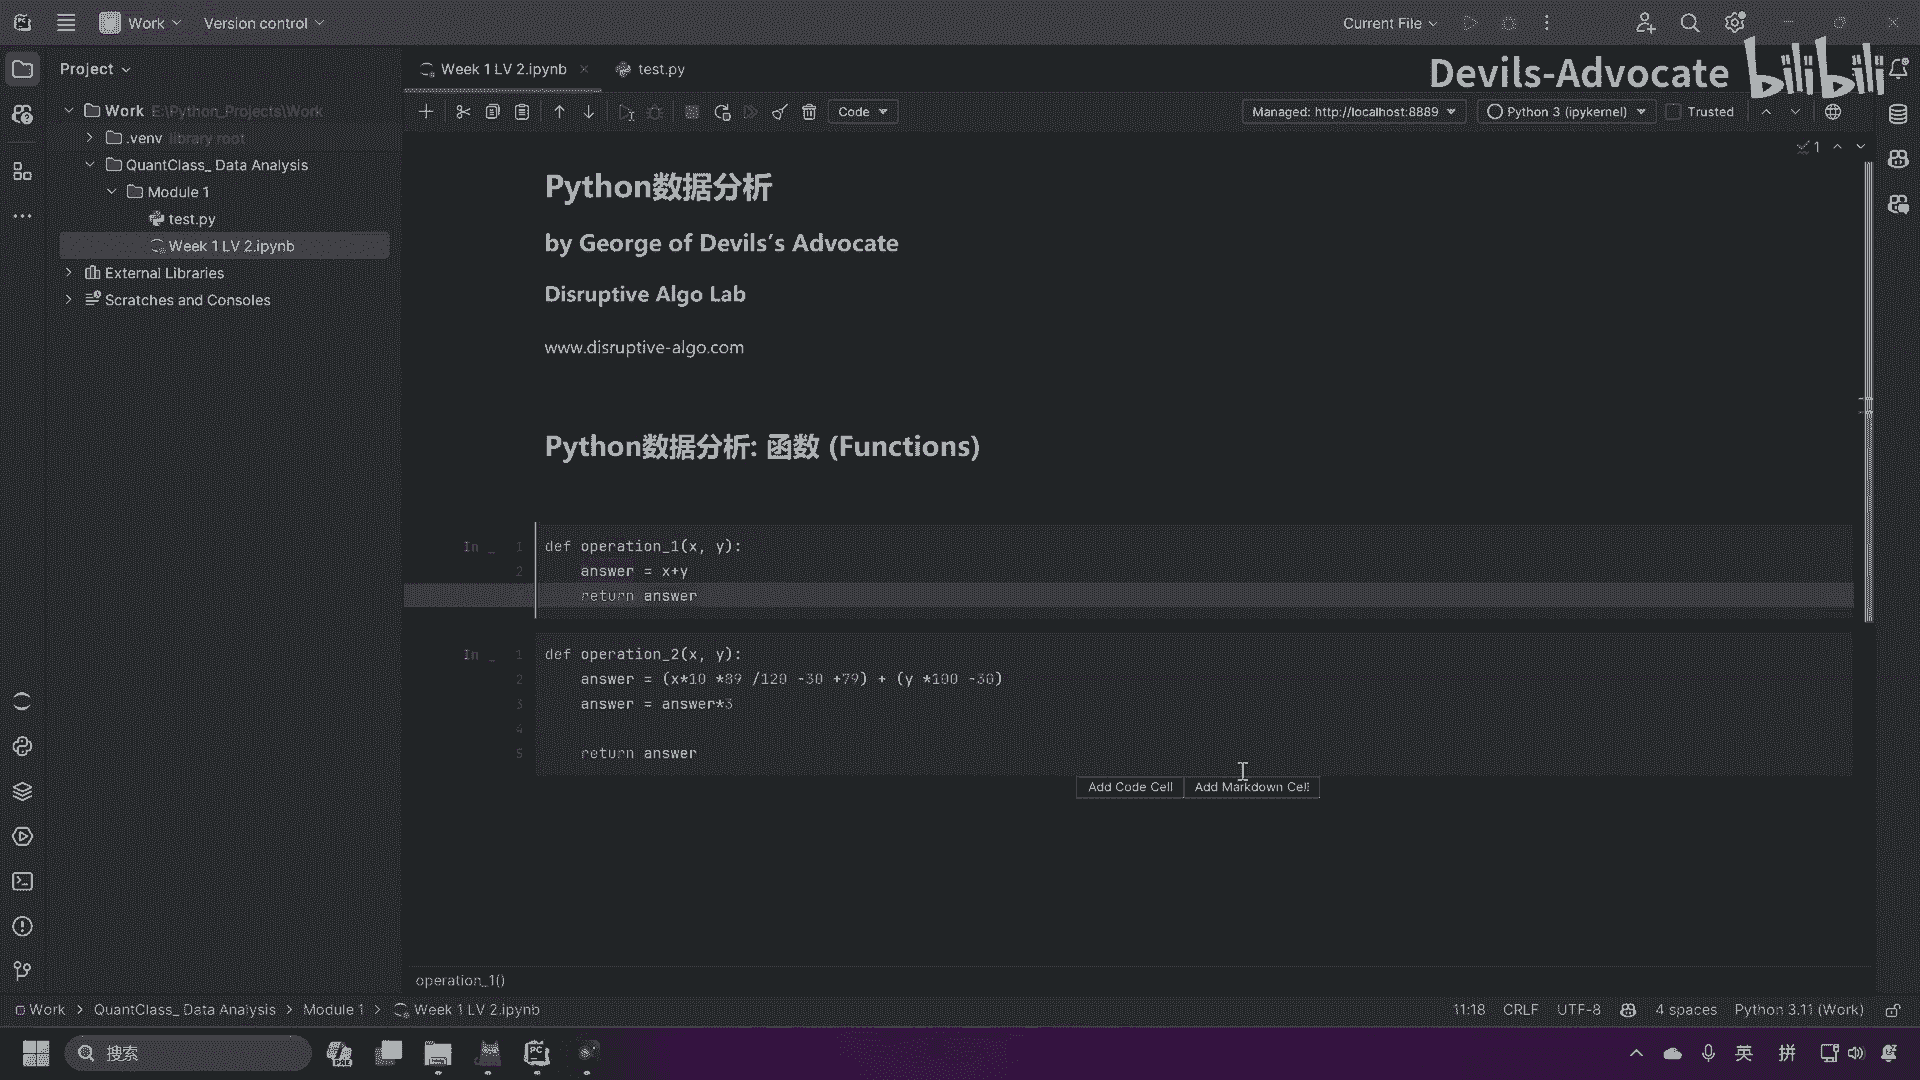 Work
Version control
Current File
Project
Week 1 LV 2.ipynb
test.py
Devils-Advocate
bilibili
Work E:\Python_Projects\Work
.venv library root
QuantClass_ Data Analysis
Module 1
test.py
Week 1 LV 2.ipynb
External Libraries
Scratches and Consoles
Code
Managed: http://localhost:8889
Python 3 (ipykernel)
Trusted
1
Python数据分析
by George of Devils’s Advocate
Disruptive Algo Lab
www.disruptive-algo.com
Python数据分析: 函数 (Functions)
In _
1 def operation_1(x, y):
2 answer = x+y
return answer
In _
1 def operation_2(x, y):
2 answer = (x*10 *89 /120 -30 +79) + (y *100 -30)
3 answer = answer*3
4
5 return answer
Add Code Cell
Add Markdown Cell
operation_1()
Work > QuantClass_ Data Analysis > Module 1 > Week 1 LV 2.ipynb
11:18 CRLF UTF-8 4 spaces Python 3.11 (Work)
搜索
英
拼